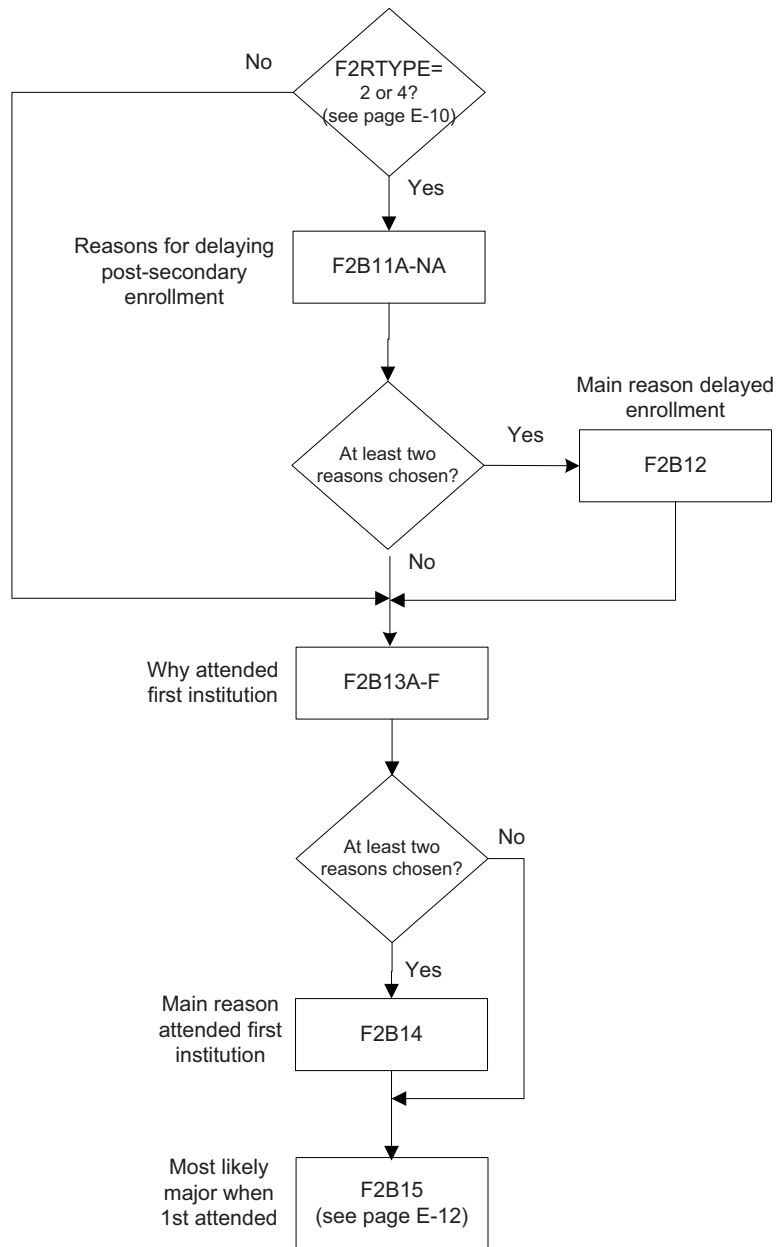 No
F2RTYPE=
2 or 4?
(see page E-10)
Yes
Reasons for delaying
post-secondary
enrollment
F2B11A-NA
Main reason delayed
enrollment
At least two
reasons chosen?
Yes
F2B12
No
Why attended
first institution
F2B13A-F
At least two
reasons chosen?
No
Yes
Main reason
attended first
institution
F2B14
Most likely
major when
1st attended
F2B15
(see page E-12)